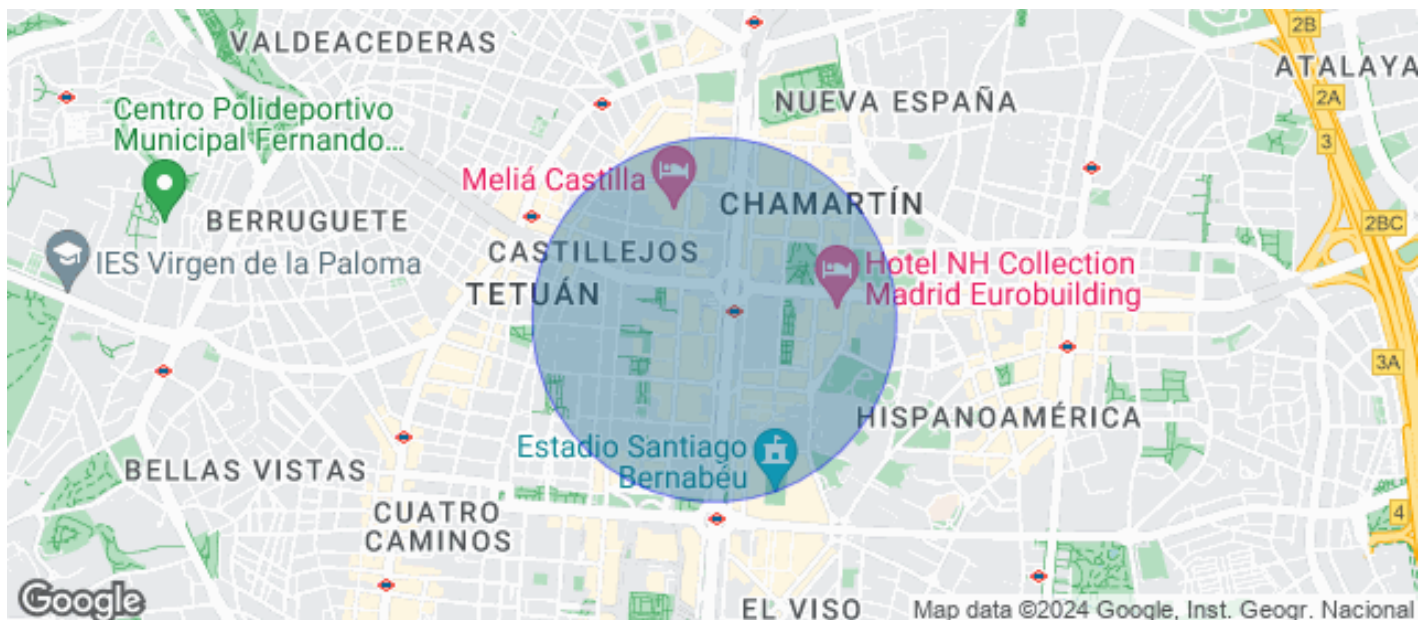 VALDEACEDERAS
2B
ATALAYA
2A
NUEVA ESPAÑA
Centro Polideportivo
Municipal Fernando...
3
Meliá Castilla
CHAMARTÍN
BERRUGUETE
2BC
CASTILLEJOS
IES Virgen de la Paloma
Hotel NH Collection
Madrid Eurobuilding
TETUÁN
3A
HISPANOAMÉRICA
Estadio Santiago
Bernabéu
BELLAS VISTAS
CUATRO
CAMINOS
4
Google
EL VISO
Map data ©2024 Google, Inst. Geogr. Nacional